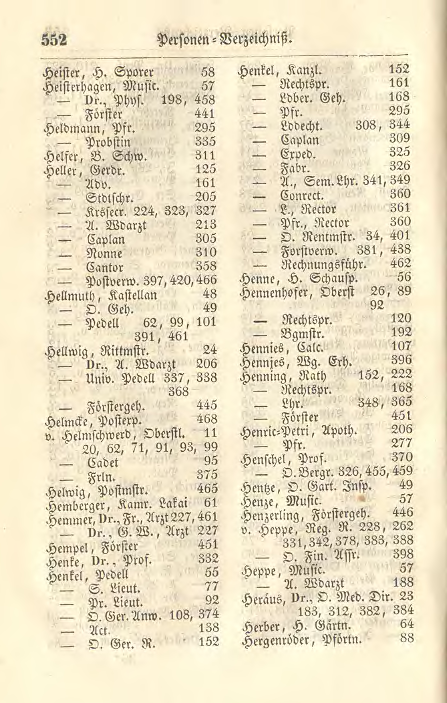 552
Personen-Verzeichniß.
Heister, H. Sporer 58
Heisterhagen, Music. 57
— Dr., Phys. 198, 458
— Förster 441
Heldmann, Pfr. 295
— Probstin 335
Helfer, B. Schw. 311
Heller, Gerdr. 125
— Adv. 161
— Stdtschr. 205
— Krssecr. 224, 323, 327
— A. Wdarzt 213
— Caplan 305
— Nonne 310
— Cantor 358
— Postverw. 397, 420, 466
Hellmuth, Kastellan 48
— O. Geh. 49
— Pedell 62, 99, 101
391, 461
Hellwig, Rittmstr. 24
— Dr., A. Wdarzt 206
— Univ. Pedell 337, 338
368
— Förstergeh. 445
Helmcke, Posterp. 468
v. Helmschwerd, Oberstl. 11
20, 62, 71, 91, 93, 99
— Cadet 95
— Frln. 375
Helwig, Postmstr. 465
Hemberger, Kamr. Lakai 61
Hemmer, Dr., Fr., Arzt 227, 461
— Dr., G. W., Arzt 227
Hempel, Förster 451
Henke, Dr., Prof. 332
Henkel, Pedell 55
— S. Lieut. 77
— Pr. Lieut. 92
— O. Ger. Anw. 108, 374
— Act. 138
— O. Ger. R. 152
Henkel, Kanzl. 152
— Rechtspr. 161
— Ldber. Geh. 168
— Pfr. 295
— Lddecht. 308, 344
— Caplan 309
— Exped. 325
— Fabr. 326
— A., Sem. Lhr. 341, 349
— Conrect. 360
— L., Rector 361
— Pfr., Rector 360
— O. Rentmstr. 34, 401
— Forstverw. 381, 438
— Rechnungsführ. 462
Henne, H. Schausp. 56
Hennenhofer, Oberst 26, 89
92
— Rechtspr. 120
— Bgmstr. 192
Hennies, Calc. 107
Hennjes, Wg. Erh. 396
Henning, Rath 152, 222
— Rechtspr. 168
— Lhr. 348, 365
— Förster 451
Henric-Petri, Apoth. 206
Pfr. 277
Henschel, Prof. 370
— O. Bergr. 326, 455, 459
Hentze, O. Gart. Insp. 49
Henze, Music. 57
Henzerling, Förstergeh. 446
v. Heppe, Reg. R. 228, 262
331, 342, 378, 383, 388
— O. Fin. Assr. 398
Heppe, Music. 57
— A. Wdarzt 188
Heräus, Dr., O. Med. Dir. 23
183, 312, 382, 384
Herber, H. Gärtn. 64
Hergenröder, Pförtn. 88